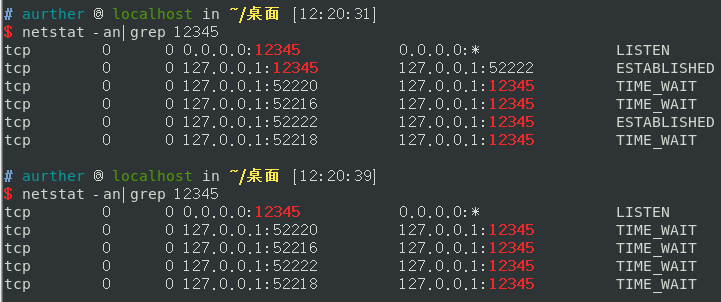 # aurther @ localhost in ~/桌面 [12:20:31]
$ netstat -an|grep 12345
tcp 0 0 0.0.0.0:12345 0.0.0.0:* LISTEN
tcp 0 0 127.0.0.1:12345 127.0.0.1:52222 ESTABLISHED
tcp 0 0 127.0.0.1:52220 127.0.0.1:12345 TIME_WAIT
tcp 0 0 127.0.0.1:52216 127.0.0.1:12345 TIME_WAIT
tcp 0 0 127.0.0.1:52222 127.0.0.1:12345 ESTABLISHED
tcp 0 0 127.0.0.1:52218 127.0.0.1:12345 TIME_WAIT
# aurther @ localhost in ~/桌面 [12:20:39]
$ netstat -an|grep 12345
tcp 0 0 0.0.0.0:12345 0.0.0.0:* LISTEN
tcp 0 0 127.0.0.1:52220 127.0.0.1:12345 TIME_WAIT
tcp 0 0 127.0.0.1:52216 127.0.0.1:12345 TIME_WAIT
tcp 0 0 127.0.0.1:52222 127.0.0.1:12345 TIME_WAIT
tcp 0 0 127.0.0.1:52218 127.0.0.1:12345 TIME_WAIT